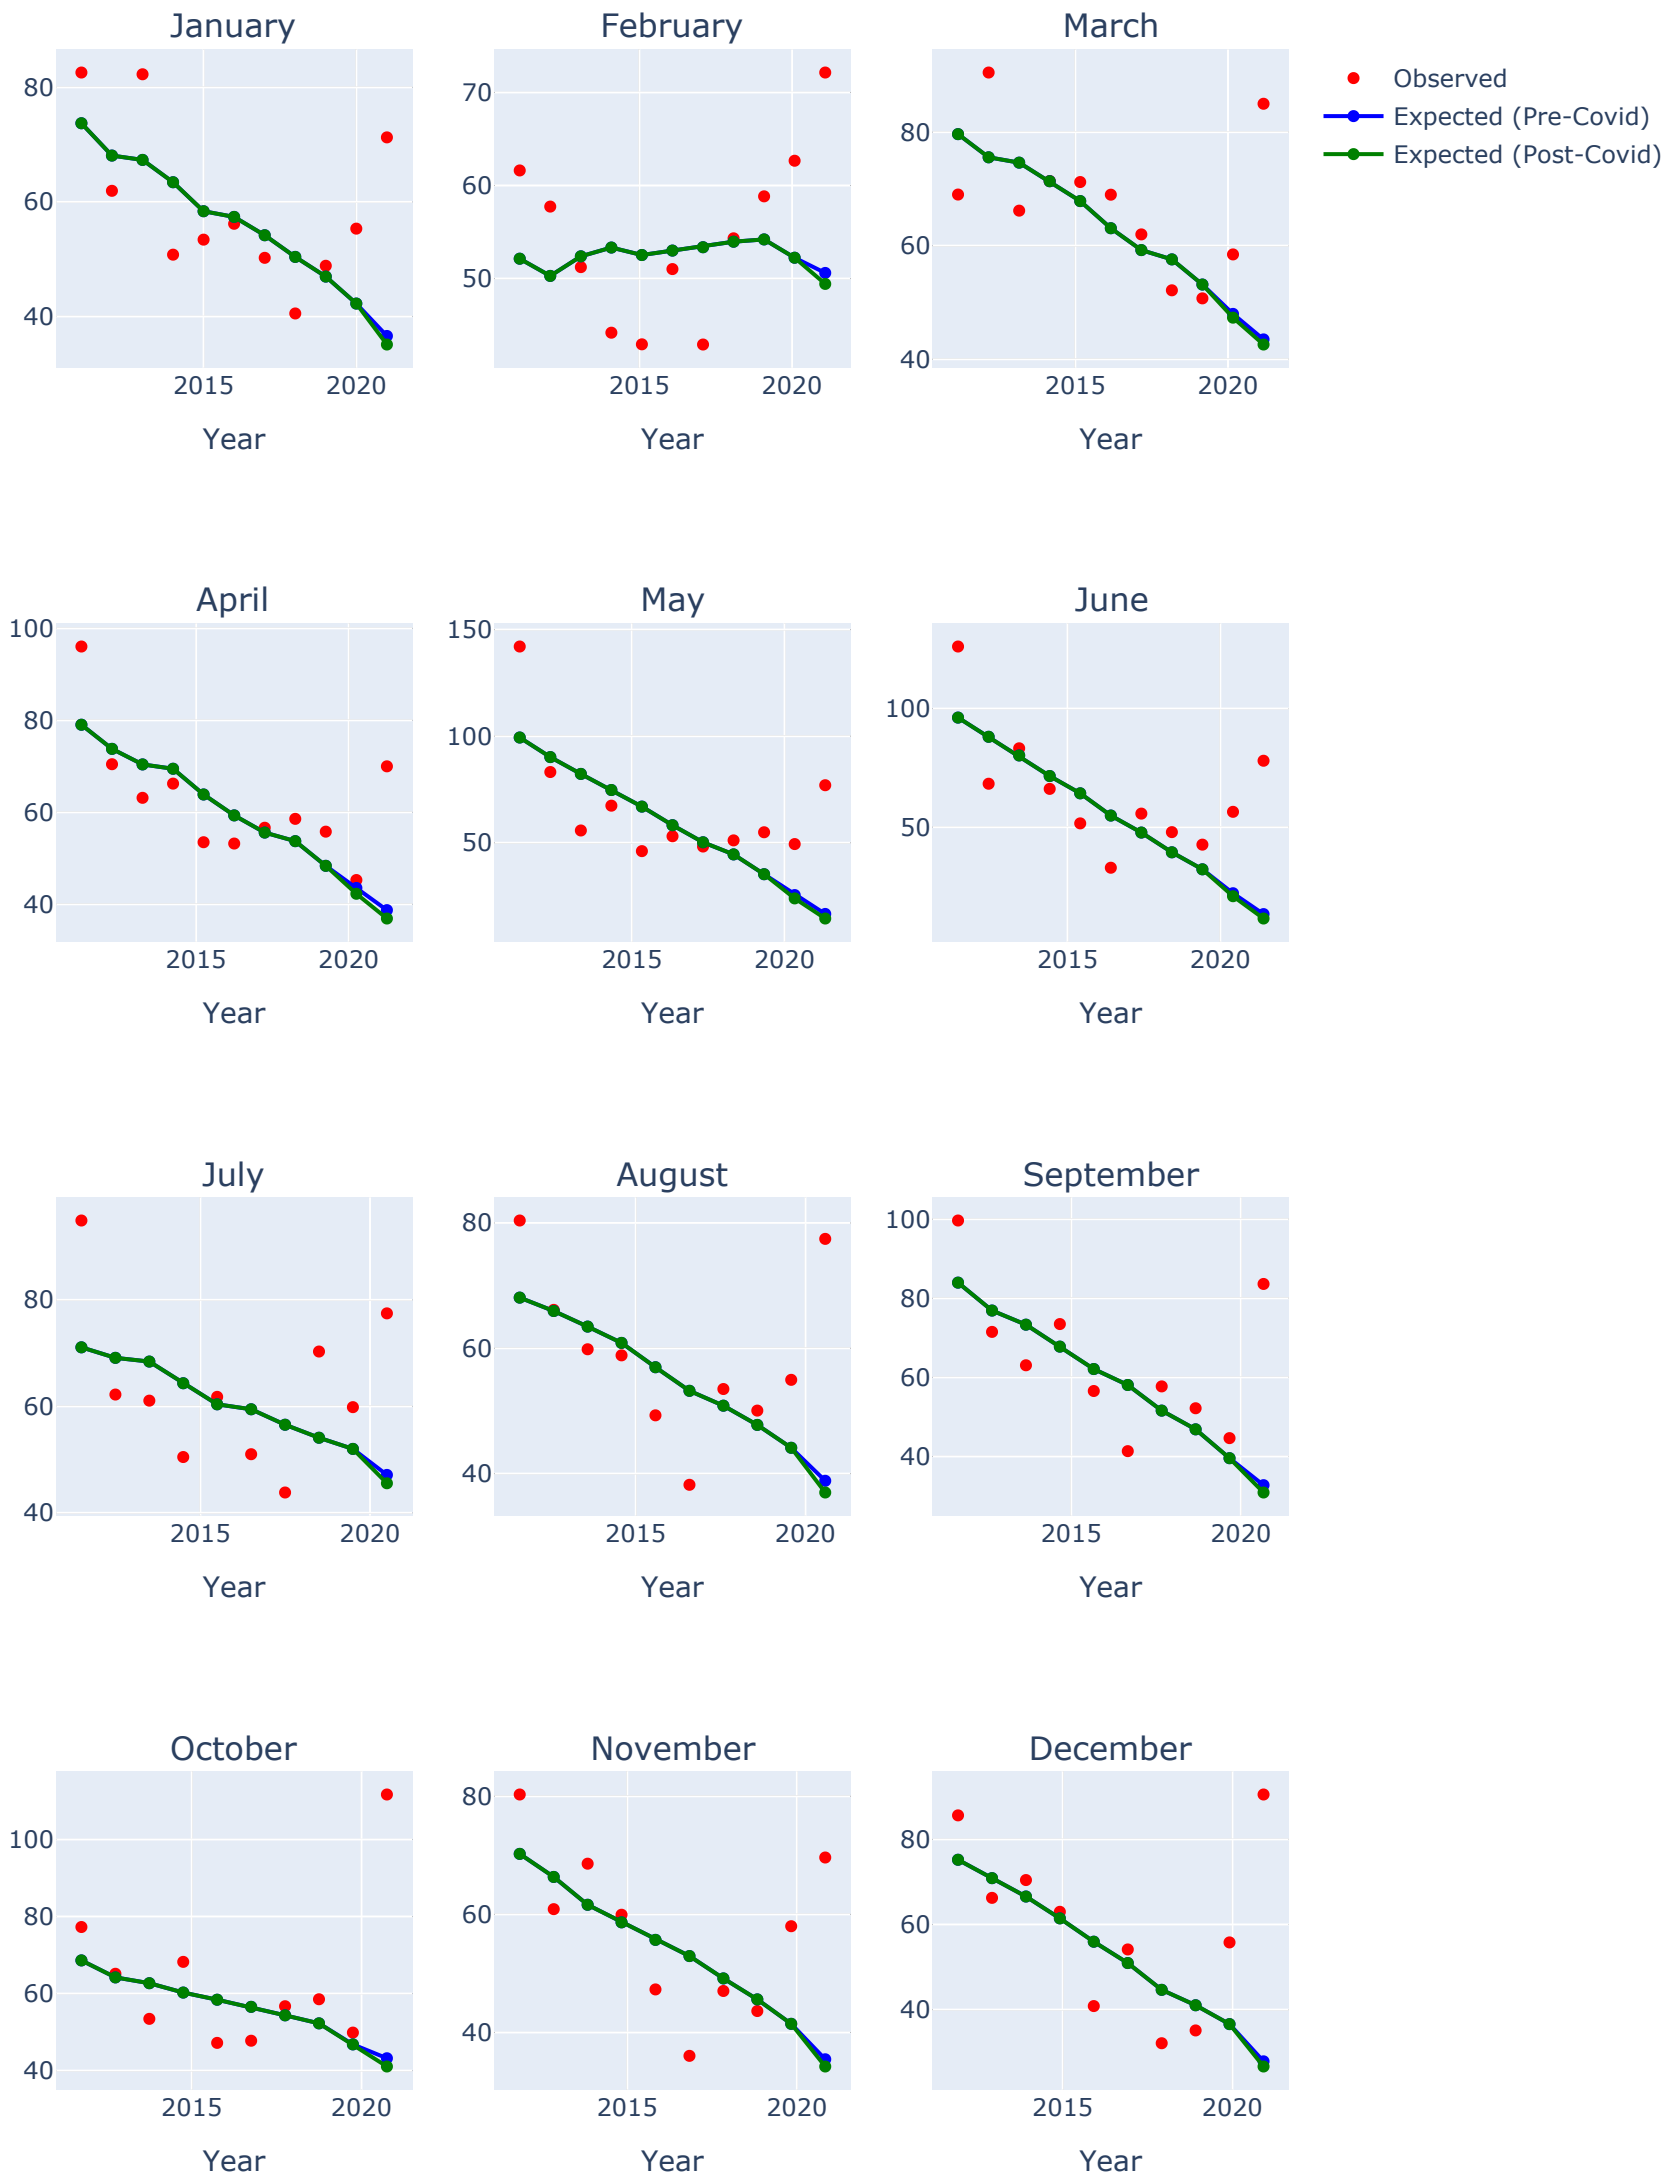 January
February
March
80
60
40
2015
2020
Year
70
60
50
2015
2020
Year
80
60
40
2015
2020
Year
Observed
Expected (Pre-Covid)
Expected (Post-Covid)
April
May
June
100
80
60
40
2015
2020
Year
150
100
50
2015
2020
Year
100
50
2015
2020
Year
July
August
September
80
60
40
2015
2020
Year
80
60
40
2015
2020
Year
100
80
60
40
2015
2020
Year
October
November
December
100
80
60
40
2015
2020
Year
80
60
40
2015
2020
Year
80
60
40
2015
2020
Year